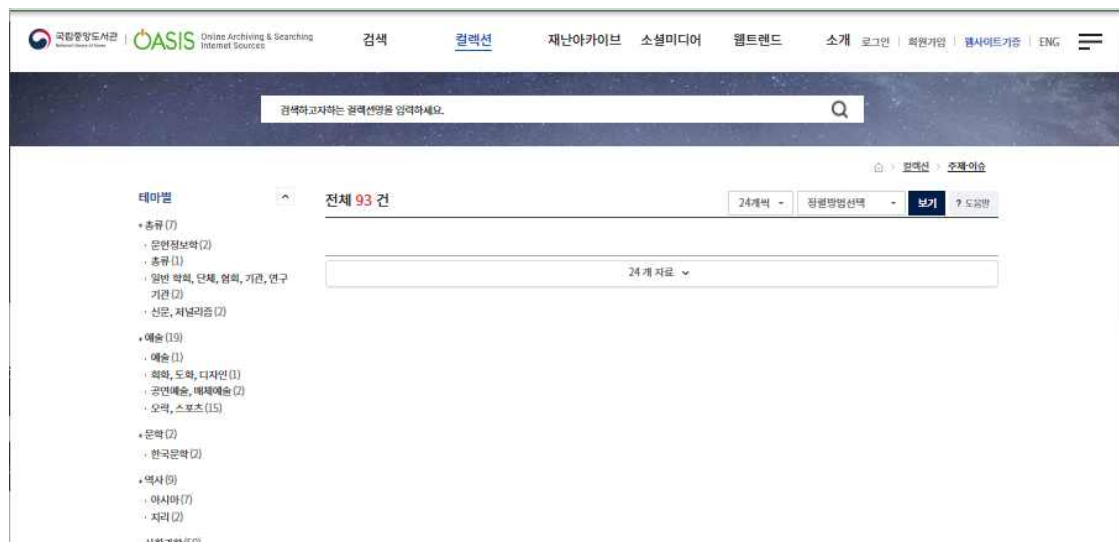 국립중앙도서관
National Library of Korea
OASIS Online Archiving & Searching
Internet Sources
검색 컬렉션 재난아카이브 소셜미디어 웹트렌드 소개 로그인 회원가입 웹사이트기증 ENG
검색하고자하는 컬렉션명을 입력하세요.
컬렉션 > 주제·이슈
테마별
전체 93 건
24개씩 정렬방법선택 보기 ? 도움말
총류(7)
문헌정보학(2)
총류(1)
일반 학회, 단체, 협회, 기관, 연구
기관(2)
신문, 저널리즘(2)
24 개 자료
예술(19)
예술(1)
회화, 도화, 디자인(1)
공연예술, 매체예술(2)
오락, 스포츠(15)
문학(2)
한국문학(2)
역사(9)
아시아(7)
지리(2)